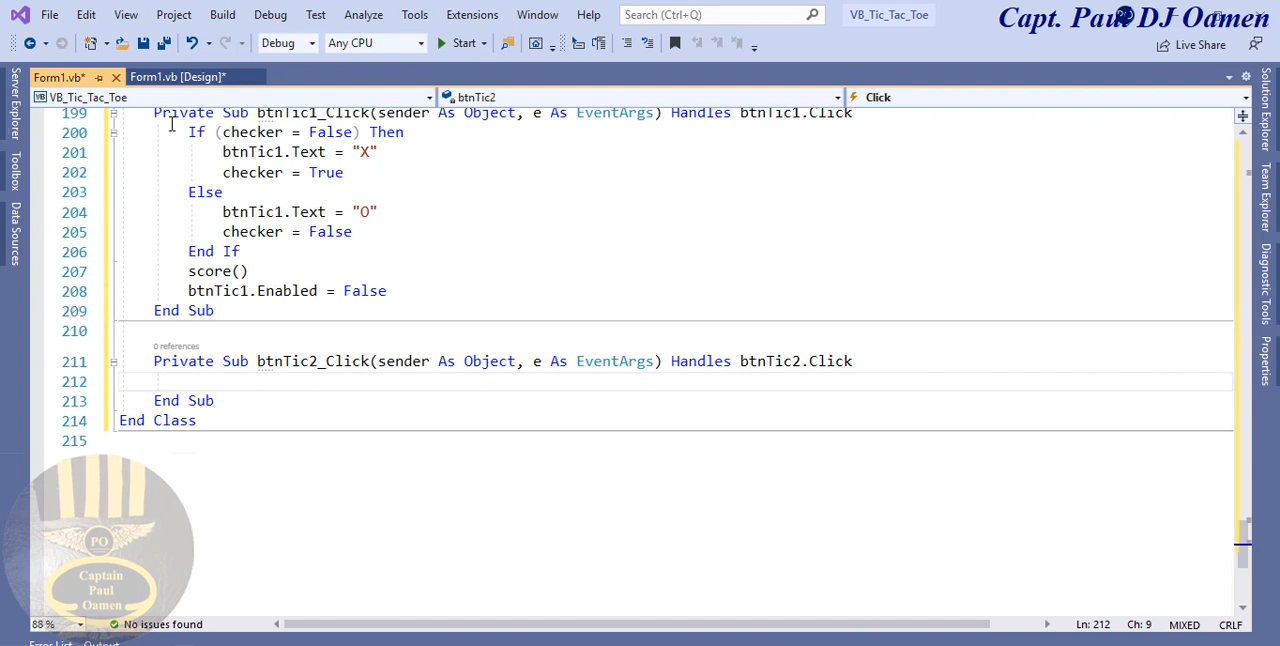 File Edit View Project Build Debug Test Analyze Tools Extensions Window Help Search (Ctrl+Q) VB_Tic_Tac_Toe
Capt. Paul DJ Oamen
Debug Any CPU Start Live Share
Form1.vb* Form1.vb [Design]*
VB_Tic_Tac_Toe btnTic2 Click
199 Private Sub btnTic1_Click(sender As Object, e As EventArgs) Handles btnTic1.Click
200 If (checker = False) Then
201 btnTic1.Text = "X"
202 checker = True
203 Else
204 btnTic1.Text = "O"
205 checker = False
206 End If
207 score()
208 btnTic1.Enabled = False
209 End Sub
210
0 references
211 Private Sub btnTic2_Click(sender As Object, e As EventArgs) Handles btnTic2.Click
212
213 End Sub
214 End Class
215
Server Explorer
Toolbox
Data Sources
Solution Explorer
Team Explorer
Diagnostic Tools
Properties
PO
Captain
Paul
Oamen
88 % No issues found Ln: 212 Ch: 9 MIXED CRLF
Error List Output